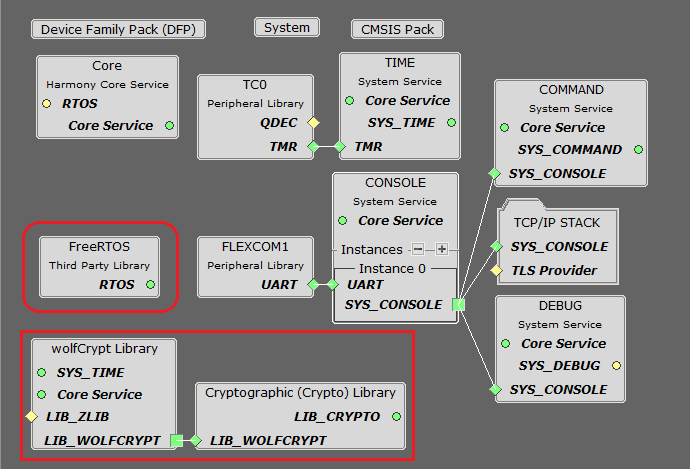 Device Family Pack (DFP)
System
CMSIS Pack
Core
Harmony Core Service
RTOS
Core Service
TC0
Peripheral Library
QDEC
TMR
TIME
System Service
Core Service
SYS_TIME
TMR
COMMAND
System Service
Core Service
SYS_COMMAND
SYS_CONSOLE
FreeRTOS
Third Party Library
RTOS
FLEXCOM1
Peripheral Library
UART
CONSOLE
System Service
Core Service
Instances
Instance 0
UART
SYS_CONSOLE
TCP/IP STACK
SYS_CONSOLE
TLS Provider
DEBUG
System Service
Core Service
SYS_DEBUG
SYS_CONSOLE
wolfCrypt Library
SYS_TIME
Core Service
LIB_ZLIB
LIB_WOLFCRYPT
Cryptographic (Crypto) Library
LIB_CRYPTO
LIB_WOLFCRYPT